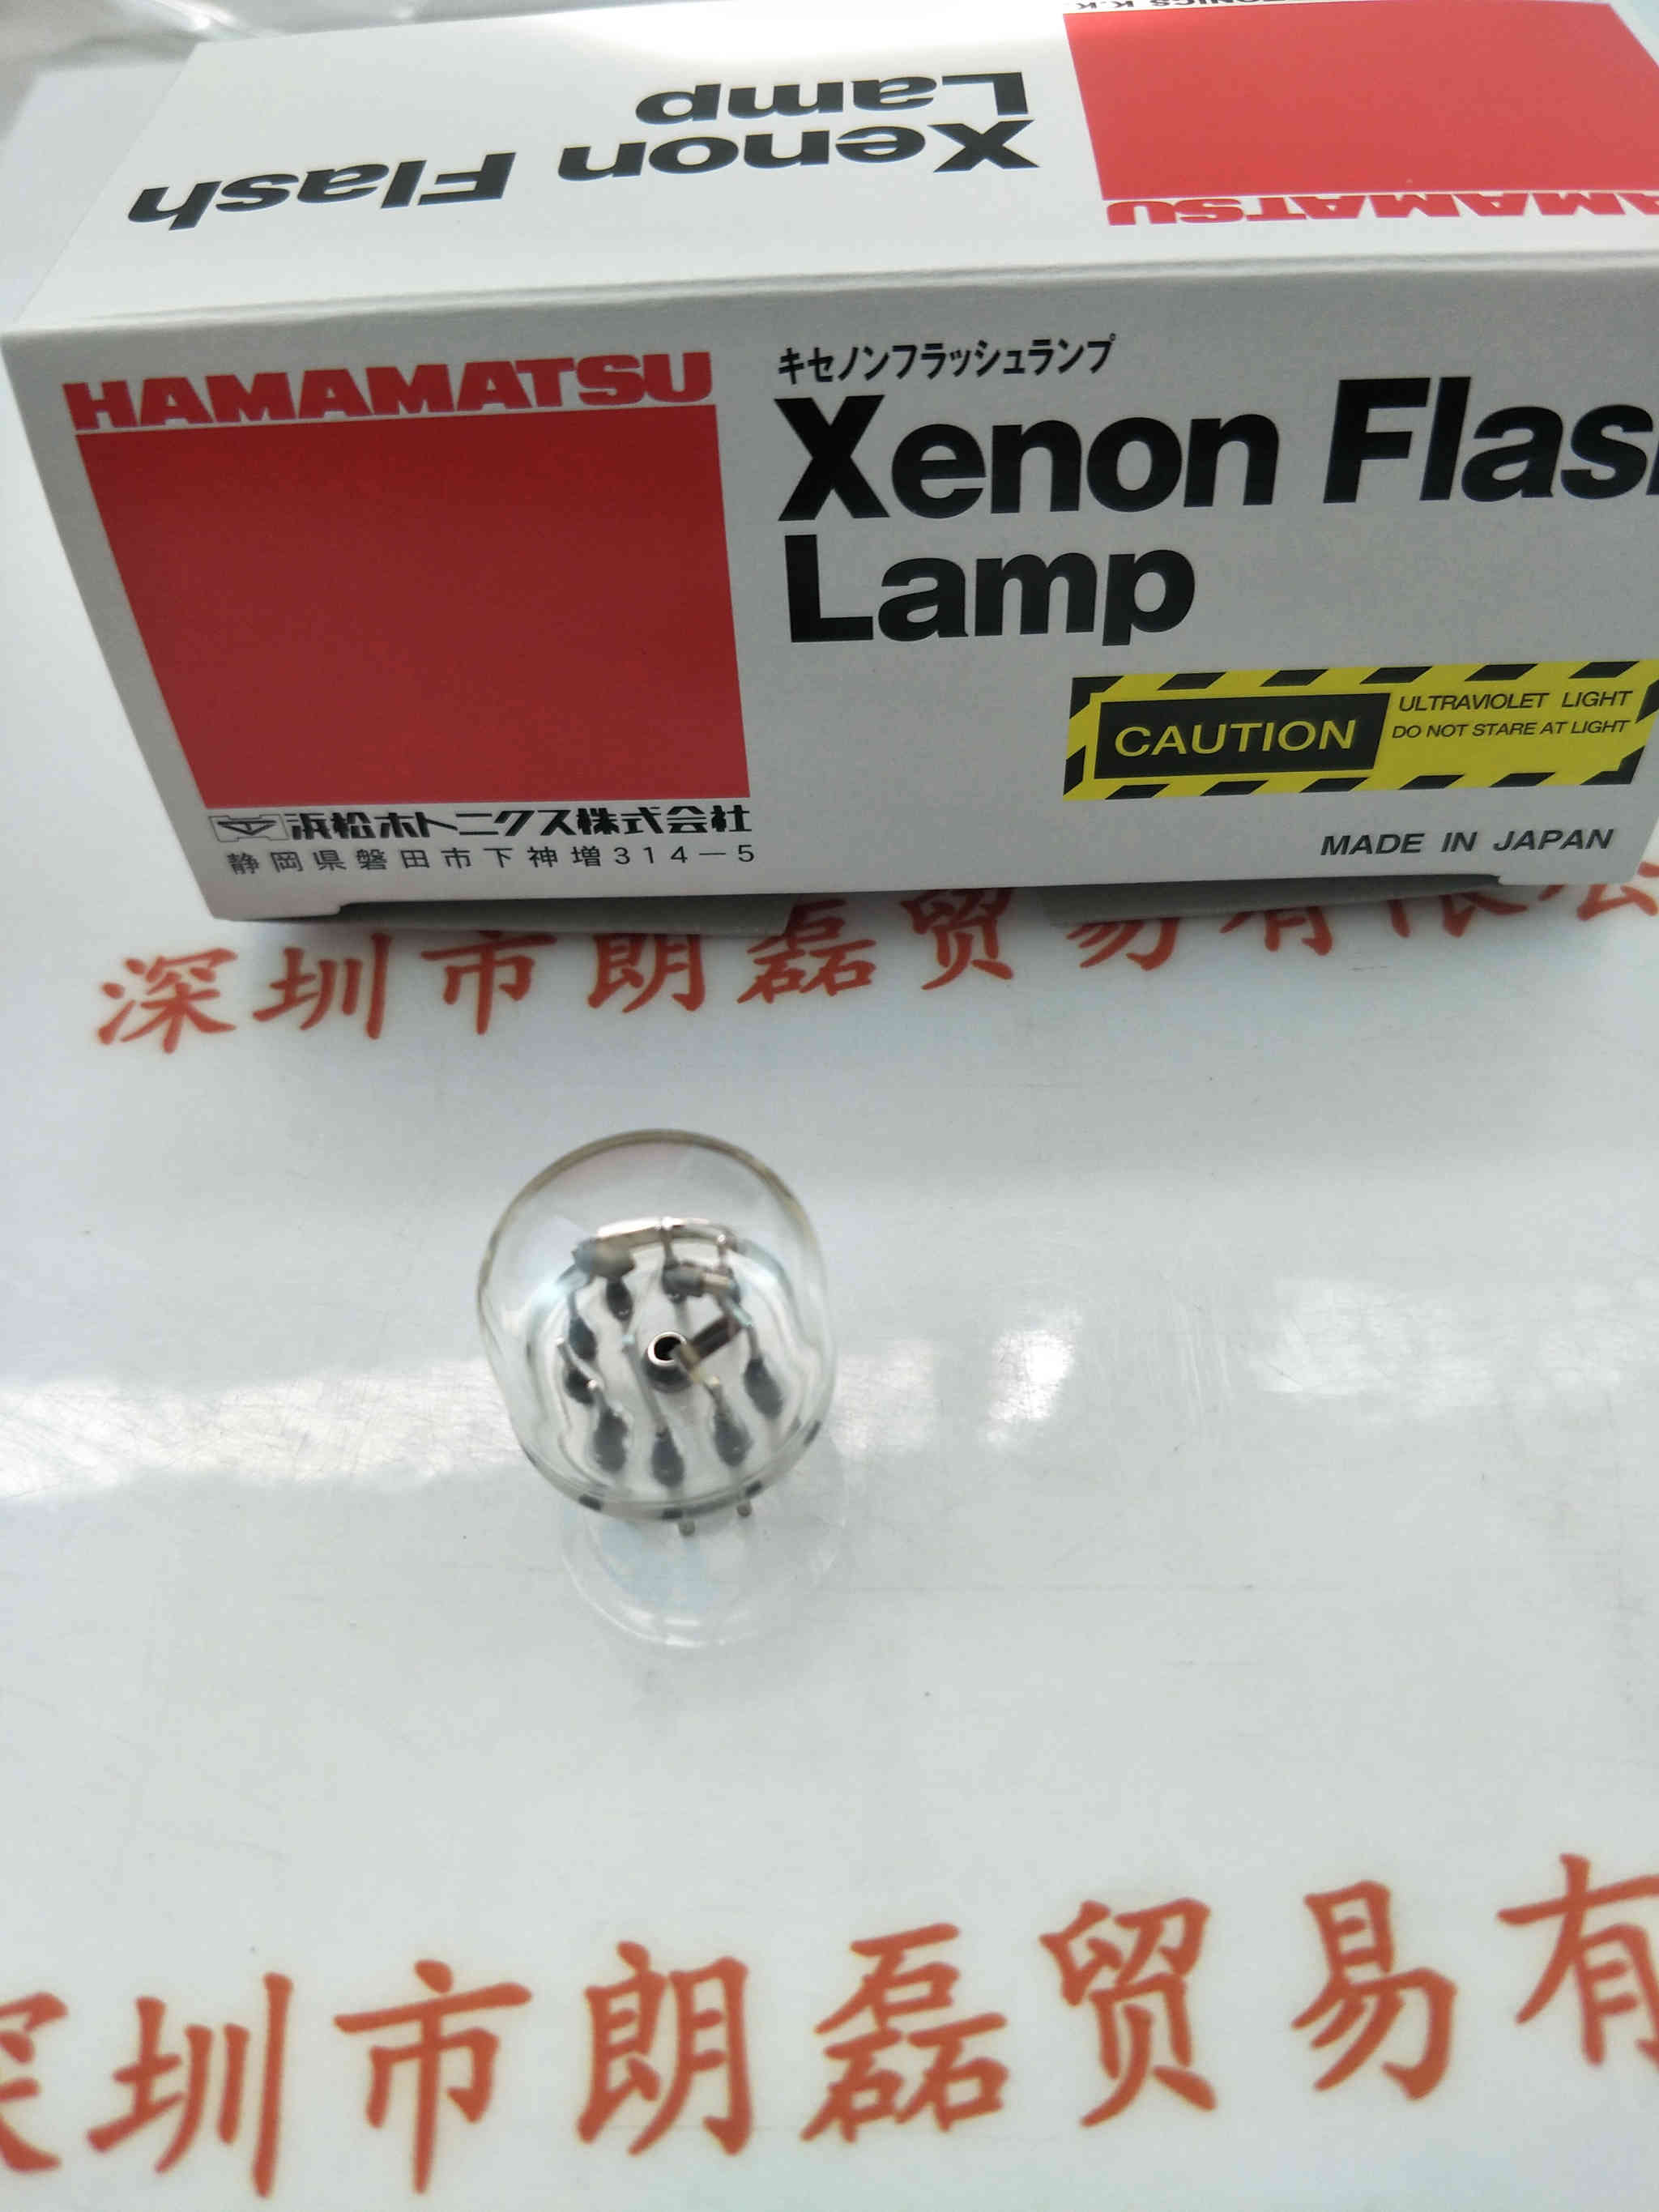 Xenon Flash
Lamp
HAMAMATSU
キセノンフラッシュランプ
Xenon Flas
Lamp
CAUTION
ULTRAVIOLET LIGHT
DO NOT STARE AT LIGHT
浜松ホトニクス株式会社
静岡県磐田市下神増314-5
MADE IN JAPAN
深圳市朗磊贸易有限公
深圳市朗磊贸易有